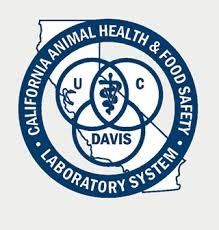 CALIFORNIA ANIMAL HEALTH & FOOD SAFETY
U C
DAVIS
• LABORATORY SYSTEM •